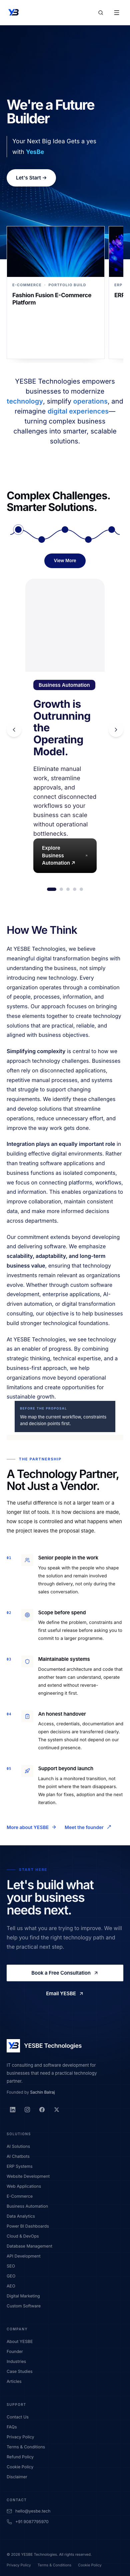 YB
We're a Future
Builder
Your Next Big Idea Gets a yes
with YesBe
Let's Start →
E-COMMERCE · PORTFOLIO BUILD
Fashion Fusion E-Commerce
Platform
ERP
ERP
YESBE Technologies empowers
businesses to modernize
technology, simplify operations, and
reimagine digital experiences—
turning complex business
challenges into smarter, scalable
solutions.
Complex Challenges.
Smarter Solutions.
View More
Business Automation
Growth is
Outrunning
the
Operating
Model.
Eliminate manual
work, streamline
approvals, and
connect disconnected
workflows so your
business can scale
without operational
bottlenecks.
Explore
Business
Automation ↗
How We Think
At YESBE Technologies, we believe
meaningful digital transformation starts with
understanding the business, not simply
introducing new technology. Every
organization operates through a combination
of people, processes, information, and
experiences. Our approach is to bring these
elements together to create technology
solutions that are practical, reliable, and
aligned with business objectives.
Simplifying complexity is central to how we
approach technology challenges. Businesses
often rely on disconnected applications,
repetitive manual processes, and systems
that struggle to support changing
requirements. We identify these challenges
and develop solutions that streamline
operations, reduce unnecessary effort, and
improve the way work gets done.
Integration plays an equally important role in
building effective digital environments. Rather
than treating software applications and
business functions in isolation, we focus on
connecting systems, platforms, workflows, and
information. This enables organizations to
maintain consistency, improve collaboration,
and make more informed decisions
across departments.
Our commitment extends beyond developing
and delivering software. We emphasize
scalability, adaptability, and long-term
business value, ensuring that technology
investments remain relevant as organizations
evolve. Whether through custom software
development, enterprise applications, AI-
driven automation, or digital transformation
consulting, our objective is to help businesses
build stronger technology foundations.
At YESBE Technologies, we see technology
as an enabler of progress. By combining
strategic thinking, technical expertise, and a
business-first approach, we help
organizations move beyond operational
limitations and create opportunities for
sustainable growth.
BEFORE THE PROPOSAL
We map the current workflow, constraints
and decision points first.
THE PARTNERSHIP
A Technology Partner,
Not Just a Vendor.
The useful difference is not a larger team or a
longer list of tools. It is how decisions are
made, how scope is controlled and what happens when
the project leaves the proposal stage.
01
Senior people in the work
You speak with the people who shape
the solution and remain involved
through delivery, not only during the
sales conversation.
02
Scope before spend
We define the problem, constraints and
first useful release before asking you to
commit to a larger programme.
03
Maintainable systems
Documented architecture and code that
another team can understand, operate
and extend without reverse-
engineering it first.
04
An honest handover
Access, credentials, documentation and
known decisions are transferred clearly.
The system should not depend on our
continued presence.
05
Support beyond launch
Launch is a monitored transition, not
the point where the team disappears.
We plan for fixes, adoption and the next
iteration.
More about YESBE →
Meet the founder ↗
START HERE
Let's build what
your business
needs next.
Tell us what you are trying to improve. We will
help you find the right starting point and the
practical next step.
Book a Free Consultation ↗
Email YESBE ↗
YB
YESBE Technologies
IT consulting and software development for
businesses that need a practical technology
partner.
Founded by Sachin Bairaj
SOLUTIONS
AI Solutions
AI Chatbots
ERP Systems
Website Development
Web Applications
E-Commerce
Business Automation
Data Analytics
Power BI Dashboards
Cloud & DevOps
Database Management
API Development
SEO
GEO
AEO
Digital Marketing
Custom Software
COMPANY
About YESBE
Founder
Industries
Case Studies
Articles
SUPPORT
Contact Us
FAQs
Privacy Policy
Terms & Conditions
Refund Policy
Cookie Policy
Disclaimer
CONTACT
hello@yesbe.tech
+91 9087795970
© 2026 YESBE Technologies. All rights reserved.
Privacy Policy Terms & Conditions Cookie Policy